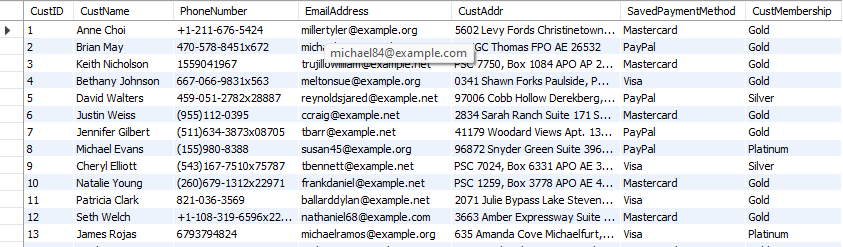 CustID CustName PhoneNumber EmailAddress CustAddr SavedPaymentMethod CustMembership
1 Anne Choi +1-211-676-5424 millertyler@example.org 5602 Levy Fords Christinetown... Mastercard Gold
2 Brian May 470-578-8451x672 michael84@example.com GC Thomas FPO AE 26532 PayPal Gold
3 Keith Nicholson 1559041967 trujillowilliam@example.com PSC 7750, Box 1084 APO AP 2... Mastercard Gold
4 Bethany Johnson 667-066-9831x563 meltonsue@example.org 0341 Shawn Forks Paulside, P... Visa Gold
5 David Walters 459-051-2782x28887 reynoldsjared@example.net 97006 Cobb Hollow Derekberg,... PayPal Silver
6 Justin Weiss (955)112-0395 ccraig@example.net 2834 Sarah Ranch Suite 171 S... Mastercard Gold
7 Jennifer Gilbert (511)634-3873x08705 tbarr@example.net 41179 Woodard Views Apt. 13... PayPal Gold
8 Michael Evans (155)980-8388 susan45@example.org 96872 Snyder Green Suite 396... PayPal Platinum
9 Cheryl Elliott (543)167-7510x75787 tbennett@example.net PSC 7024, Box 6331 APO AE 3... Visa Silver
10 Natalie Young (260)679-1312x22971 frankdaniel@example.net PSC 1259, Box 3778 APO AE 4... Mastercard Gold
11 Patricia Clark 821-036-3569 ballarddylan@example.net 2071 Julie Bypass Lake Steven... Visa Gold
12 Seth Welch +1-108-319-6596x22... nathaniel68@example.com 3663 Amber Expressway Suite ... Mastercard Gold
13 James Rojas 6793794824 michaelramos@example.org 635 Amanda Cove Michaelfurt,... Visa Platinum